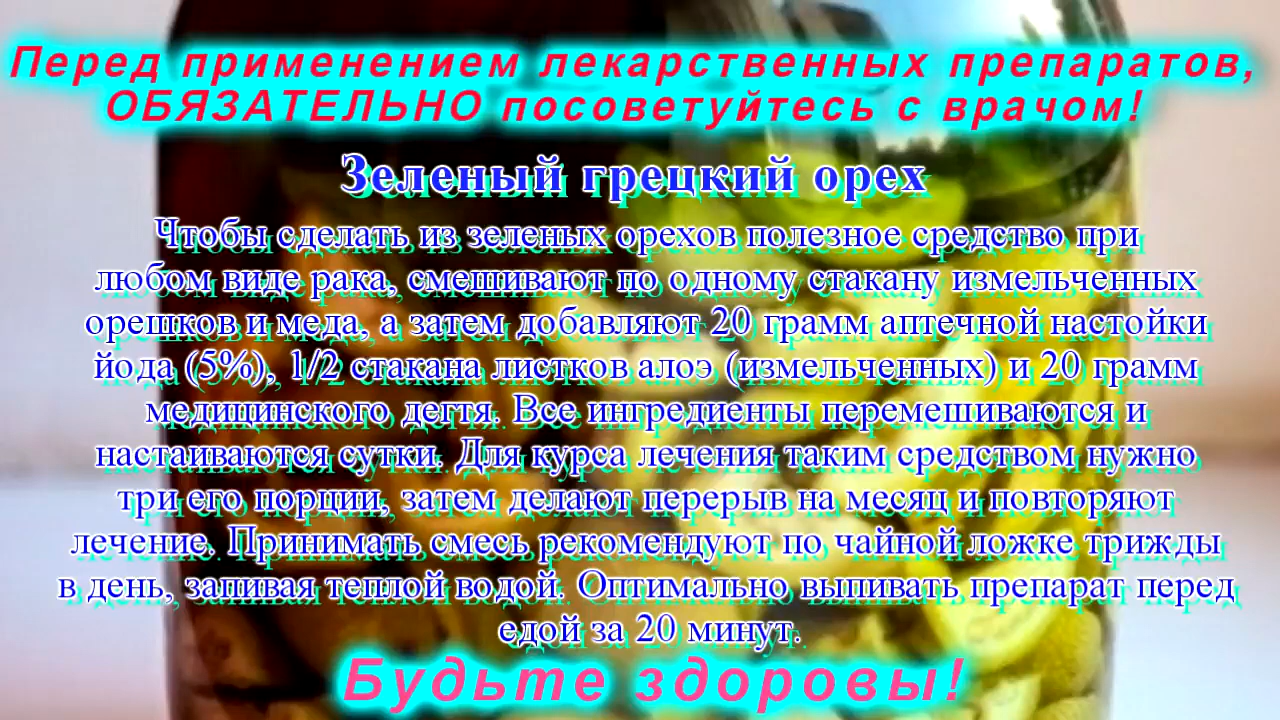 Перед применением лекарственных препаратов,
ОБЯЗАТЕЛЬНО посоветуйтесь с врачом!
Зеленый грецкий орех
Чтобы сделать из зеленых орехов полезное средство при
любом виде рака, смешивают по одному стакану измельченных
орешков и меда, а затем добавляют 20 грамм аптечной настойки
йода (5%), 1/2 стакана листков алоэ (измельченных) и 20 грамм
медицинского дегтя. Все ингредиенты перемешиваются и
настаиваются сутки. Для курса лечения таким средством нужно
три его порции, затем делают перерыв на месяц и повторяют
лечение. Принимать смесь рекомендуют по чайной ложке трижды
в день, запивая теплой водой. Оптимально выпивать препарат перед
едой за 20 минут.
Будьте здоровы!